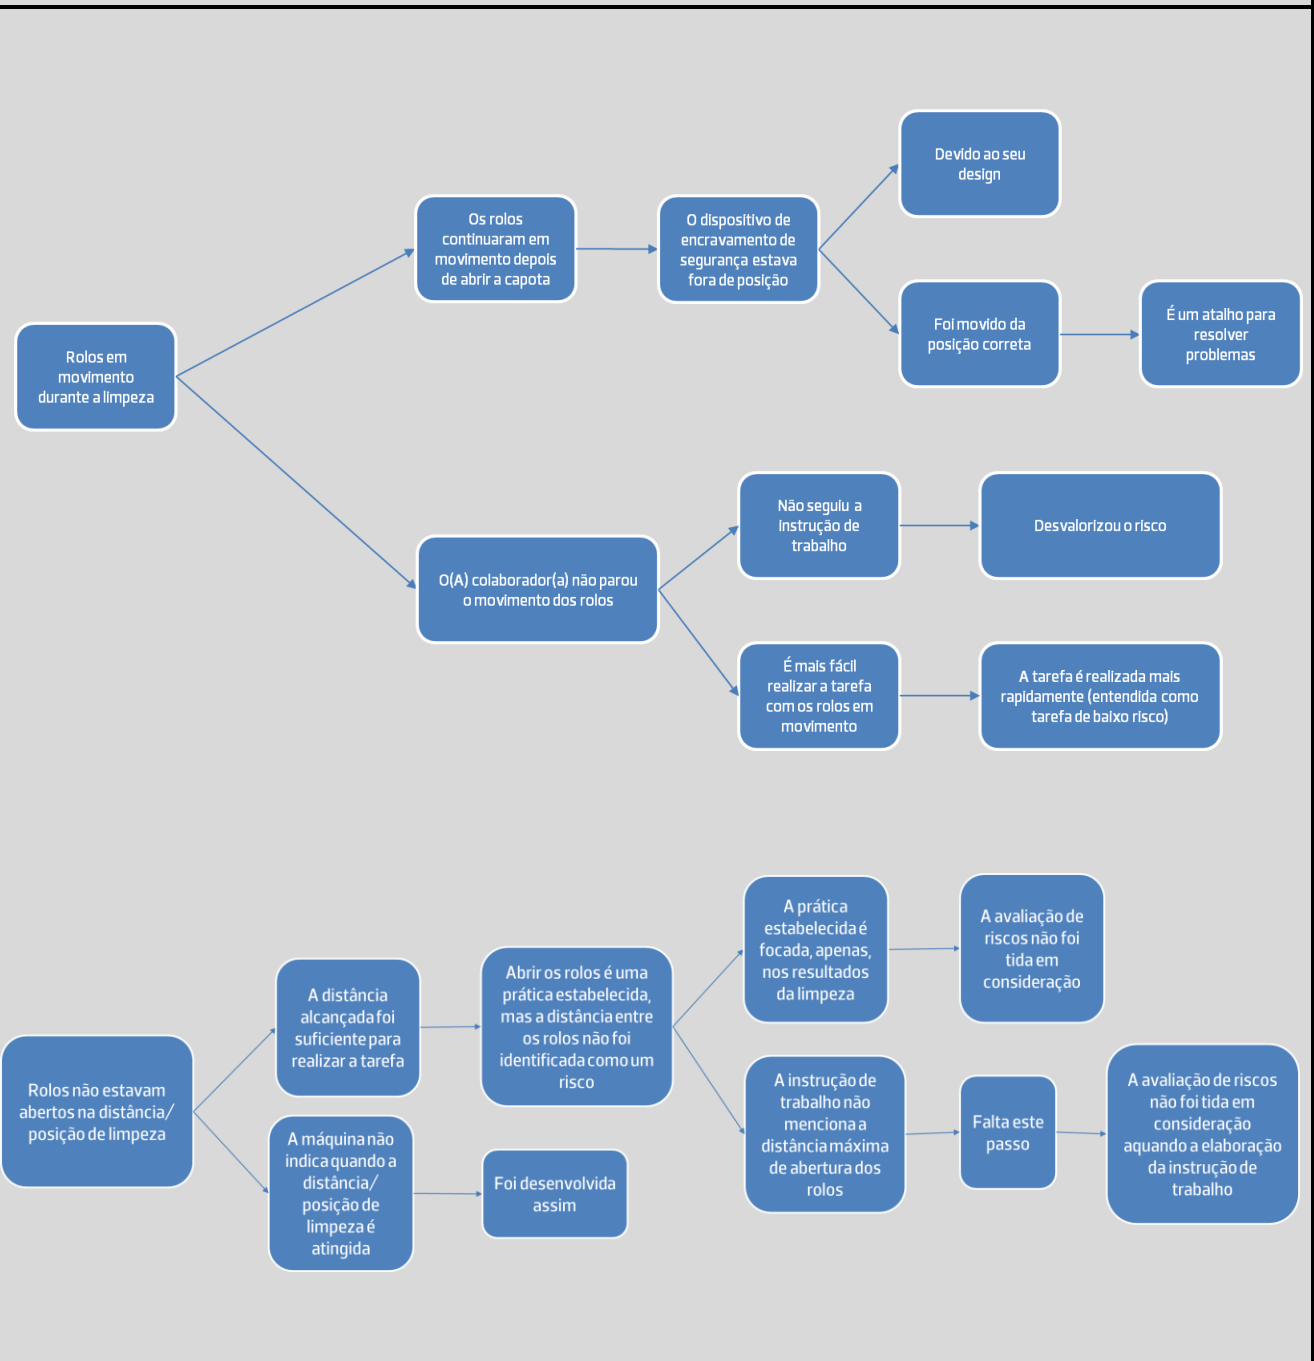 Devido ao seu
design
Os rolos
continuaram em
movimento depois
de abrir a capota
O dispositivo de
encravamento de
segurança estava
fora de posição
Foi movido da
posição correta
É um atalho para
resolver
problemas
Rolos em
movimento
durante a limpeza
Não seguiu a
instrução de
trabalho
Desvalorizou o risco
O(A) colaborador(a) não parou
o movimento dos rolos
É mais fácil
realizar a tarefa
com os rolos em
movimento
A tarefa é realizada mais
rapidamente (entendida como
tarefa de baixo risco)
A prática
estabelecida é
focada, apenas,
nos resultados
da limpeza
A avaliação de
riscos não foi
tida em
consideração
A distância
alcançada foi
suficiente para
realizar a tarefa
Abrir os rolos é uma
prática estabelecida,
mas a distância entre
os rolos não foi
identificada como um
risco
Rolos não estavam
abertos na distância/
posição de limpeza
A instrução de
trabalho não
menciona a
distância máxima
de abertura dos
rolos
Falta este
passo
A avaliação de riscos
não foi tida em
consideração
aquando a elaboração
da instrução de
trabalho
A máquina não
indica quando a
distância/
posição de
limpeza é
atingida
Foi desenvolvida
assim